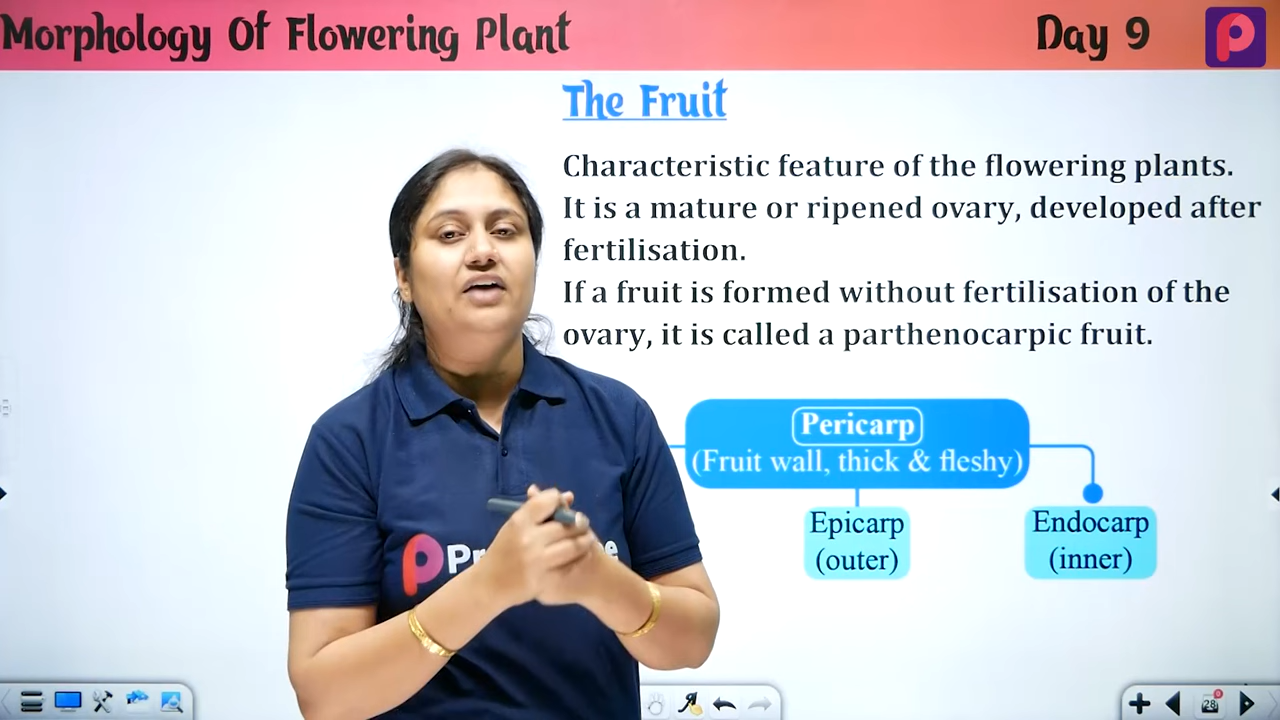 Morphology Of Flowering Plant
Day 9
The Fruit
Characteristic feature of the flowering plants.
It is a mature or ripened ovary, developed after
fertilisation.
If a fruit is formed without fertilisation of the
ovary, it is called a parthenocarpic fruit.
Pericarp
(Fruit wall, thick & fleshy)
Epicarp
(outer)
Endocarp
(inner)
28